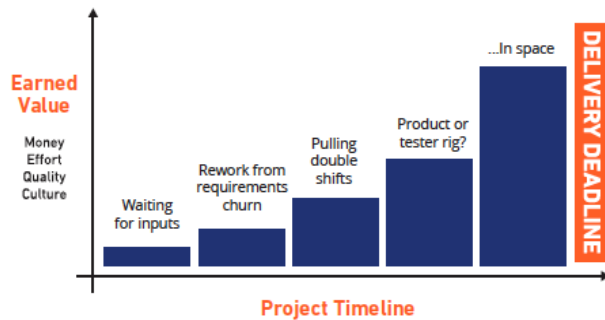 Earned
Value
Money
Effort
Quality
Culture
Waiting
for inputs
Rework from
requirements
churn
Pulling
double
shifts
Product or
tester rig?
...In space
DELIVERY DEADLINE
Project Timeline